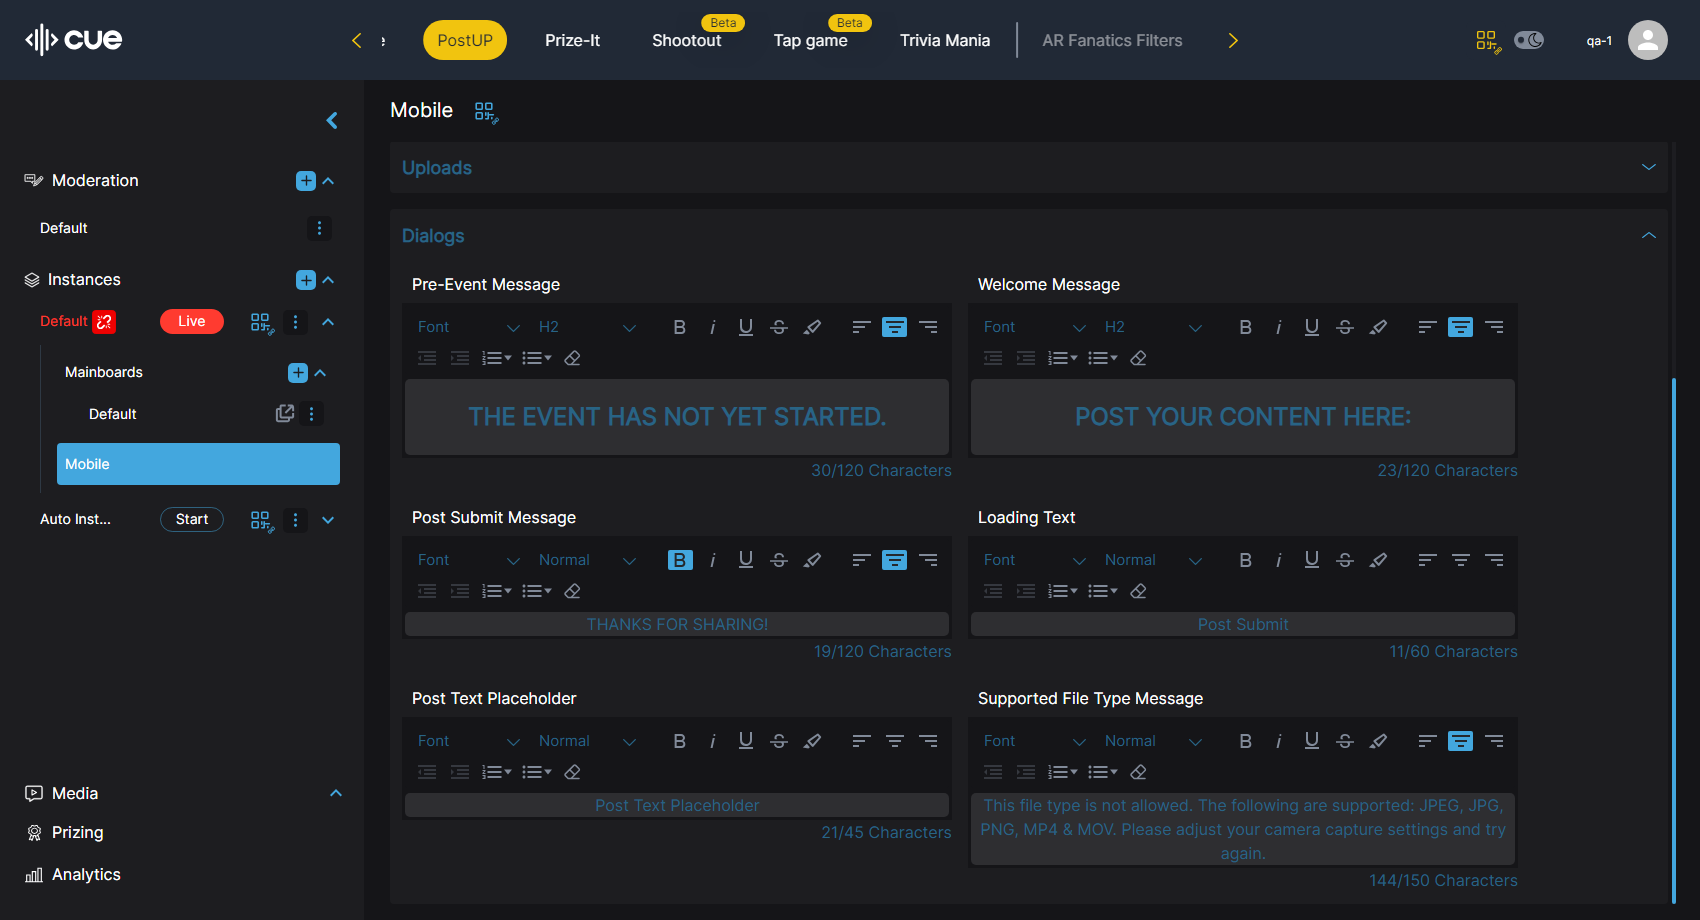 cue
PostUP
Prize-It
Shootout
Beta
Tap game
Beta
Trivia Mania
AR Fanatics Filters
qa-1
Moderation
Default
Instances
Default
Live
Mainboards
Default
Mobile
Auto Inst...
Start
Media
Prizing
Analytics
Mobile
Uploads
Dialogs
Pre-Event Message
Font
H2
B
i
U
S
THE EVENT HAS NOT YET STARTED.
30/120 Characters
Welcome Message
Font
H2
B
i
U
S
POST YOUR CONTENT HERE:
23/120 Characters
Post Submit Message
Font
Normal
B
i
U
S
THANKS FOR SHARING!
19/120 Characters
Loading Text
Font
Normal
B
i
U
S
Post Submit
11/60 Characters
Post Text Placeholder
Font
Normal
B
i
U
S
Post Text Placeholder
21/45 Characters
Supported File Type Message
Font
Normal
B
i
U
S
This file type is not allowed. The following are supported: JPEG, JPG,
PNG, MP4 & MOV. Please adjust your camera capture settings and try
again.
144/150 Characters